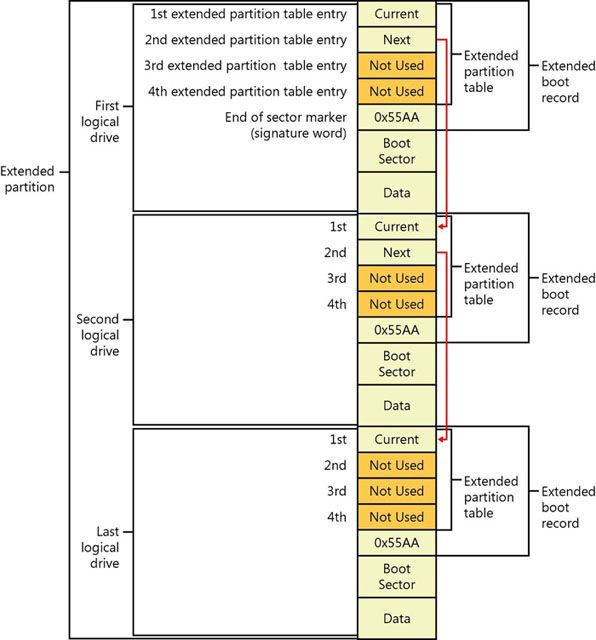 1st extended partition table entry
Current
2nd extended partition table entry
Next
3rd extended partition table entry
Not Used
4th extended partition table entry
Not Used
End of sector marker
(signature word)
0x55AA
Boot
Sector
Data
Extended
partition
table
Extended
boot
record
First
logical
drive
Extended
partition
1st
Current
2nd
Next
3rd
Not Used
4th
Not Used
0x55AA
Boot
Sector
Data
Extended
partition
table
Extended
boot
record
Second
logical
drive
1st
Current
2nd
Not Used
3rd
Not Used
4th
Not Used
0x55AA
Boot
Sector
Data
Extended
partition
table
Extended
boot
record
Last
logical
drive